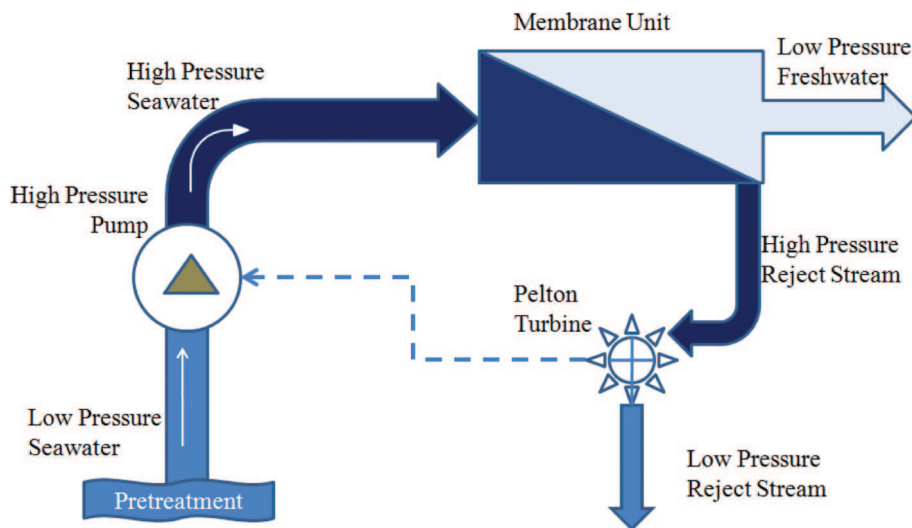 Membrane Unit
Low Pressure
Freshwater
High Pressure
Seawater
High Pressure
Pump
High Pressure
Reject Stream
Pelton
Turbine
Low Pressure
Seawater
Low Pressure
Reject Stream
Pretreatment